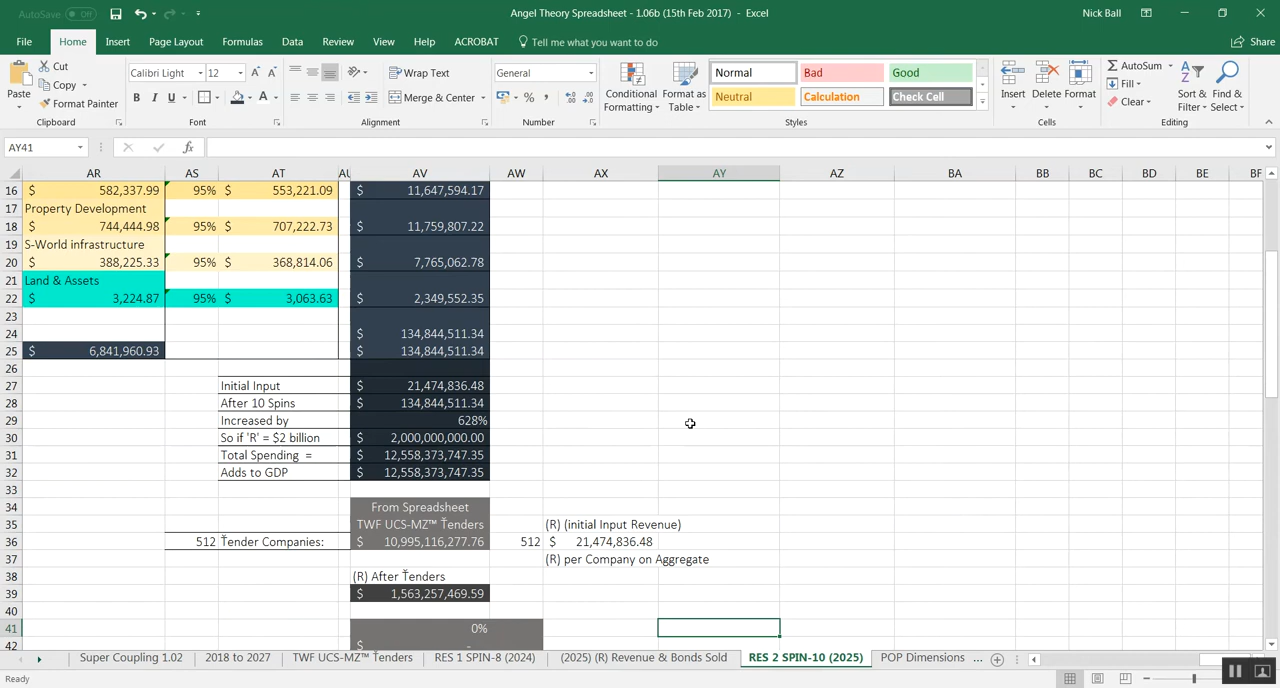 AutoSave Off
Angel Theory Spreadsheet - 1.06b (15th Feb 2017) - Excel
Nick Ball
File Home Insert Page Layout Formulas Data Review View Help ACROBAT Tell me what you want to do Share
Paste
Cut
Copy
Format Painter
Clipboard
Calibri Light 12
B I U
Font
Wrap Text
Merge & Center
Alignment
General
$ % ,
Number
Conditional Formatting
Format as Table
Normal Bad Good
Neutral Calculation Check Cell
Styles
Insert Delete Format
Cells
AutoSum
Fill
Clear
Sort & Filter
Find & Select
Editing
AY41 fx
AR AS AT AU AV AW AX AY AZ BA BB BC BD BE BF
16 $ 582,337.99 95% $ 553,221.09 $ 11,647,594.17
17 Property Development
18 $ 744,444.98 95% $ 707,222.73 $ 11,759,807.22
19 S-World infrastructure
20 $ 388,225.33 95% $ 368,814.06 $ 7,765,062.78
21 Land & Assets
22 $ 3,224.87 95% $ 3,063.63 $ 2,349,552.35
23
24 $ 134,844,511.34
25 $ 6,841,960.93 $ 134,844,511.34
26
27 Initial Input $ 21,474,836.48
28 After 10 Spins $ 134,844,511.34
29 Increased by 628%
30 So if 'R' = $2 billion $ 2,000,000,000.00
31 Total Spending = $ 12,558,373,747.35
32 Adds to GDP $ 12,558,373,747.35
33
34 From Spreadsheet
35 TWF UCS-MZ™ Ťenders (R) (initial Input Revenue)
36 512 Ťender Companies: $ 10,995,116,277.76 512 $ 21,474,836.48
37 (R) per Company on Aggregate
38 (R) After Ťenders
39 $ 1,563,257,469.59
40
41 0%
42 $ -
Super Coupling 1.02 2018 to 2027 TWF UCS-MZ™ Ťenders RES 1 SPIN-8 (2024) (2025) (R) Revenue & Bonds Sold RES 2 SPIN-10 (2025) POP Dimensions ...
Ready